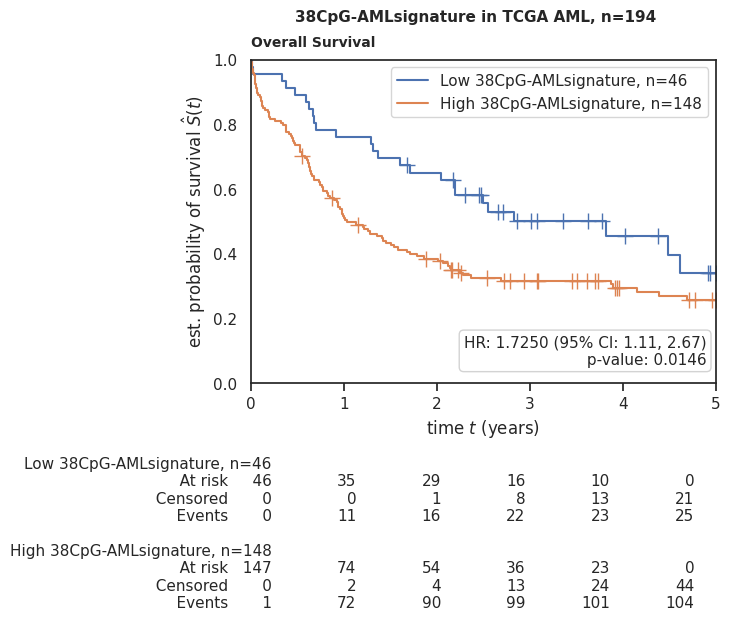 38CpG-AMLsignature in TCGA AML, n=194
Overall Survival
est. probability of survival Ŝ(t)
1.0
0.8
0.6
0.4
0.2
0.0
Low 38CpG-AMLsignature, n=46
High 38CpG-AMLsignature, n=148
HR: 1.7250 (95% CI: 1.11, 2.67)
p-value: 0.0146
0 1 2 3 4 5
time t (years)
Low 38CpG-AMLsignature, n=46
At risk 46 35 29 16 10 0
Censored 0 0 1 8 13 21
Events 0 11 16 22 23 25
High 38CpG-AMLsignature, n=148
At risk 147 74 54 36 23 0
Censored 0 2 4 13 24 44
Events 1 72 90 99 101 104